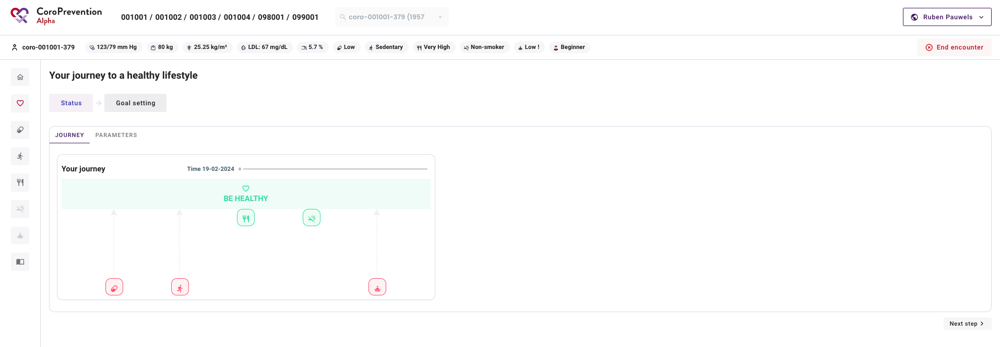 CoroPrevention
Alpha
001001 / 001002 / 001003 / 001004 / 098001 / 099001
coro-001001-379 (1957
Ruben Pauwels
coro-001001-379
123/79 mm Hg
80 kg
25.25 kg/m²
LDL: 67 mg/dL
5.7 %
Low
Sedentary
Very High
Non-smoker
Low !
Beginner
End encounter
Your journey to a healthy lifestyle
Status
Goal setting
JOURNEY
PARAMETERS
Your journey
Time 19-02-2024
BE HEALTHY
Next step